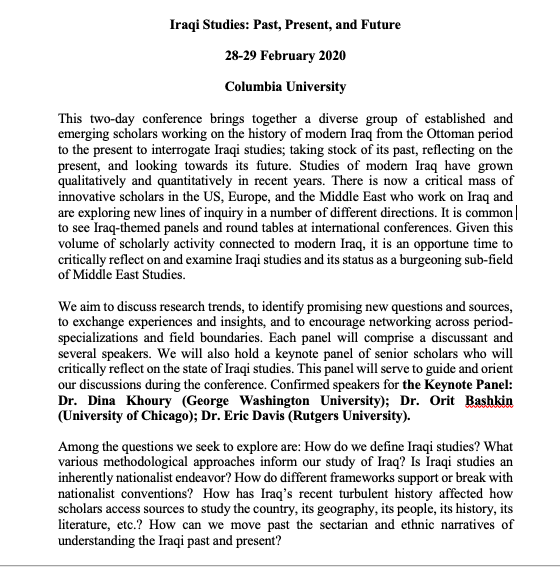 Iraqi Studies: Past, Present, and Future
28-29 February 2020
Columbia University
This two-day conference brings together a diverse group of established and
emerging scholars working on the history of modern Iraq from the Ottoman period
to the present to interrogate Iraqi studies; taking stock of its past, reflecting on the
present, and looking towards its future. Studies of modern Iraq have grown
qualitatively and quantitatively in recent years. There is now a critical mass of
innovative scholars in the US, Europe, and the Middle East who work on Iraq and
are exploring new lines of inquiry in a number of different directions. It is common
to see Iraq-themed panels and round tables at international conferences. Given this
volume of scholarly activity connected to modern Iraq, it is an opportune time to
critically reflect on and examine Iraqi studies and its status as a burgeoning sub-field
of Middle East Studies.
We aim to discuss research trends, to identify promising new questions and sources,
to exchange experiences and insights, and to encourage networking across period-
specializations and field boundaries. Each panel will comprise a discussant and
several speakers. We will also hold a keynote panel of senior scholars who will
critically reflect on the state of Iraqi studies. This panel will serve to guide and orient
our discussions during the conference. Confirmed speakers for the Keynote Panel:
Dr. Dina Khoury (George Washington University); Dr. Orit Bashkin
(University of Chicago); Dr. Eric Davis (Rutgers University).
Among the questions we seek to explore are: How do we define Iraqi studies? What
various methodological approaches inform our study of Iraq? Is Iraqi studies an
inherently nationalist endeavor? How do different frameworks support or break with
nationalist conventions? How has Iraq's recent turbulent history affected how
scholars access sources to study the country, its geography, its people, its history, its
literature, etc.? How can we move past the sectarian and ethnic narratives of
understanding the Iraqi past and present?